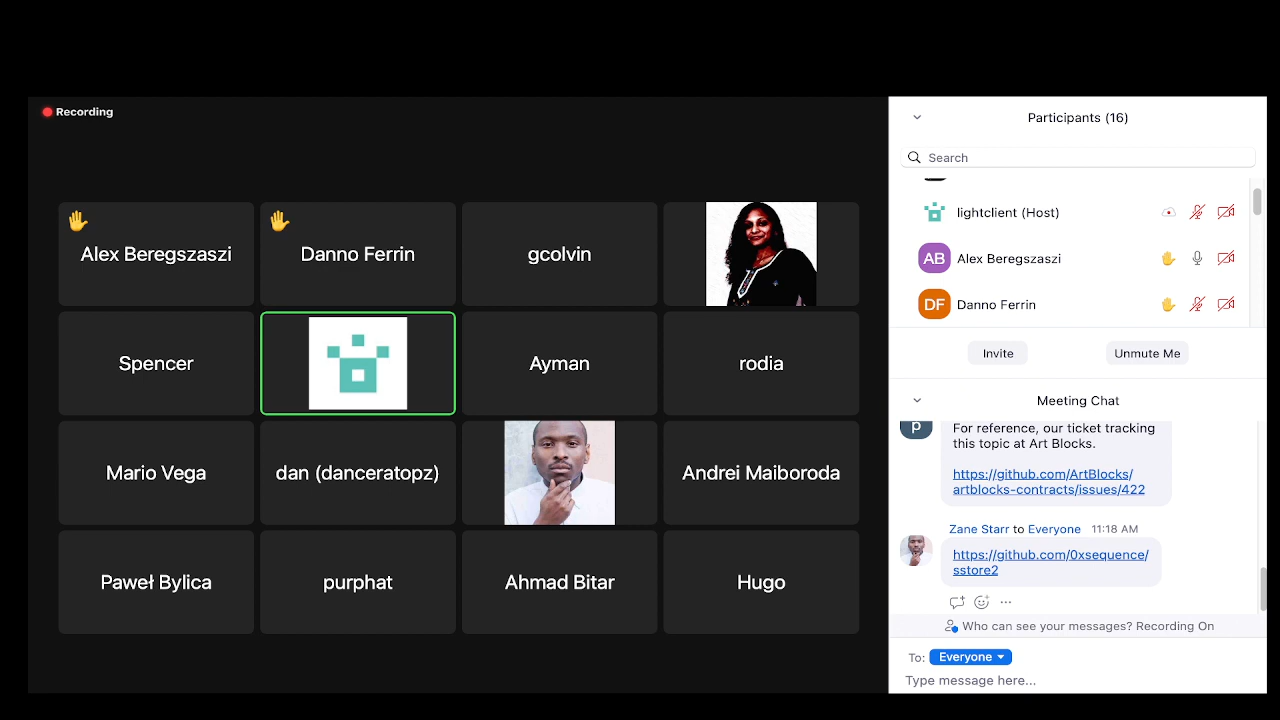 Recording
Alex Beregszaszi
Danno Ferrin
gcolvin
Spencer
Ayman
rodia
Mario Vega
dan (danceratopz)
Andrei Maiboroda
Paweł Bylica
purphat
Ahmad Bitar
Hugo
Participants (16)
Search
lightclient (Host)
AB
Alex Beregszaszi
DF
Danno Ferrin
Invite
Unmute Me
Meeting Chat
p
For reference, our ticket tracking
this topic at Art Blocks.
https://github.com/ArtBlocks/
artblocks-contracts/issues/422
Zane Starr to Everyone 11:18 AM
https://github.com/0xsequence/
sstore2
Who can see your messages? Recording On
To: Everyone
Type message here...